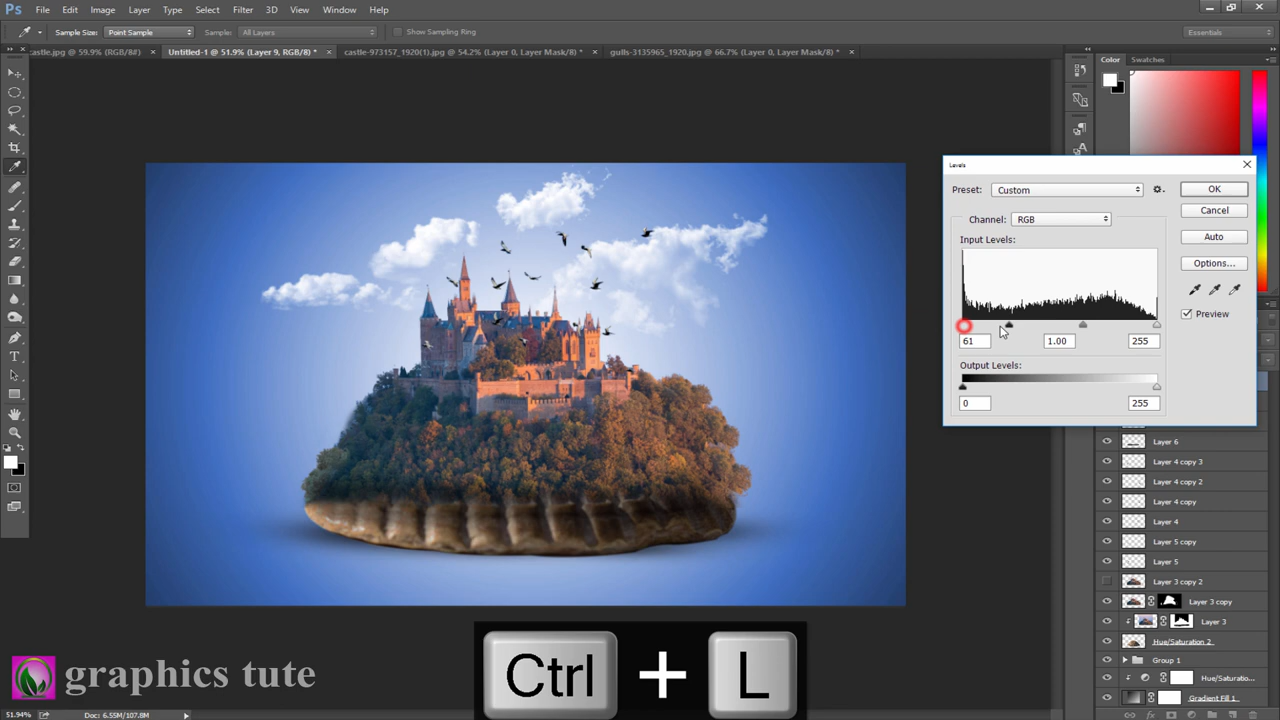 Ps File Edit Image Layer Type Select Filter 3D View Window Help
Sample Size: Point Sample Sample: All Layers Show Sampling Ring Essentials
castle.jpg @ 59.9% (RGB/8#) × Untitled-1 @ 51.9% (Layer 9, RGB/8) * × castle-973157_1920(1).jpg @ 54.2% (Layer 0, Layer Mask/8) * × gulls-3135965_1920.jpg @ 66.7% (Layer 0, Layer Mask/8) * ×
Color Swatches
Levels
Preset: Custom OK
Channel: RGB Cancel
Input Levels: Auto
Options...
Preview
61 1.00 255
Output Levels:
0 255
Layer 6
Layer 4 copy 3
Layer 4 copy 2
Layer 4 copy
Layer 4
Layer 5 copy
Layer 5
Layer 3 copy 2
Layer 3 copy
Layer 3
Hue/Saturation 2
Group 1
Hue/Saturatio...
Gradient Fill 1
Ctrl + L
graphics tute
51.94% Doc: 6.55M/107.8M